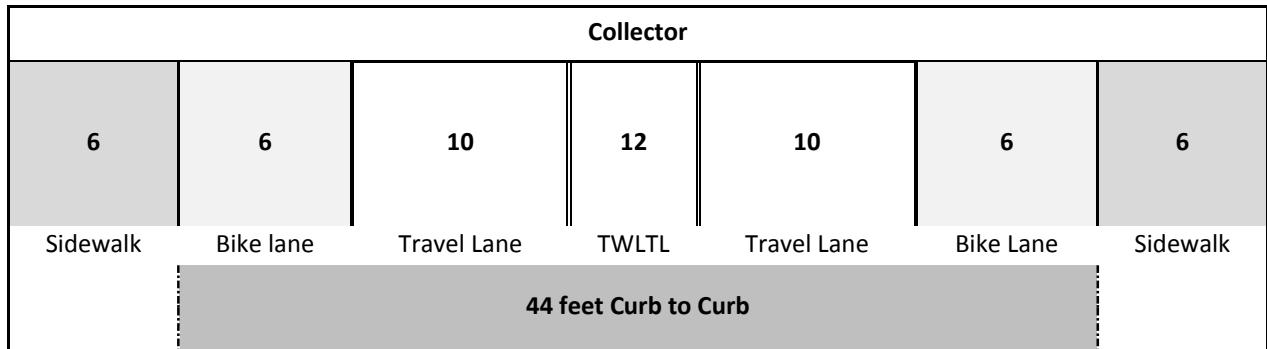 Collector
6 6 10 12 10 6 6
Sidewalk Bike lane Travel Lane TWLTL Travel Lane Bike Lane Sidewalk
44 feet Curb to Curb